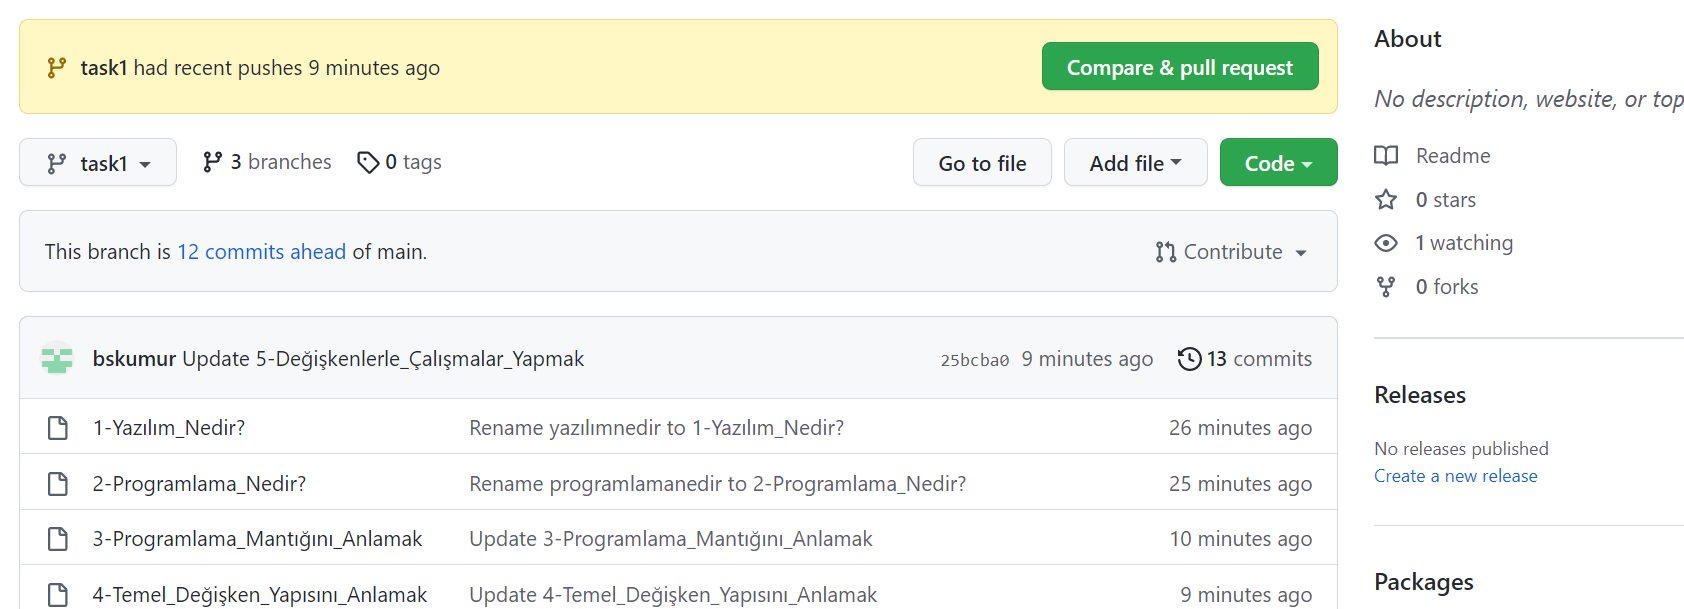 task1 had recent pushes 9 minutes ago
Compare & pull request
task1
3 branches
0 tags
Go to file
Add file
Code
This branch is 12 commits ahead of main.
Contribute
bskumur Update 5-Değişkenlerle_Çalışmalar_Yapmak
25bcba0 9 minutes ago
13 commits
1-Yazılım_Nedir? Rename yazılımnedir to 1-Yazılım_Nedir? 26 minutes ago
2-Programlama_Nedir? Rename programlamanedir to 2-Programlama_Nedir? 25 minutes ago
3-Programlama_Mantığını_Anlamak Update 3-Programlama_Mantığını_Anlamak 10 minutes ago
4-Temel_Değişken_Yapısını_Anlamak Update 4-Temel_Değişken_Yapısını_Anlamak 9 minutes ago
About
No description, website, or top
Readme
0 stars
1 watching
0 forks
Releases
No releases published
Create a new release
Packages